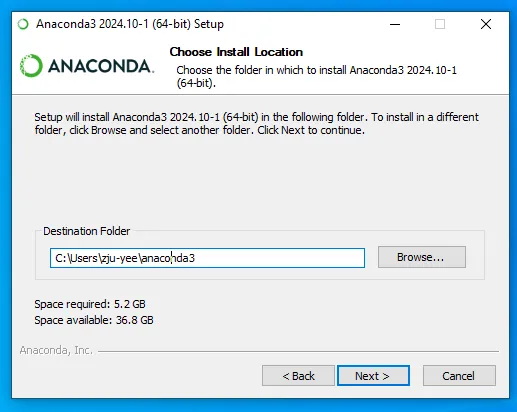 Anaconda3 2024.10-1 (64-bit) Setup
ANACONDA.
Choose Install Location
Choose the folder in which to install Anaconda3 2024.10-1
(64-bit).
Setup will install Anaconda3 2024.10-1 (64-bit) in the following folder. To install in a different
folder, click Browse and select another folder. Click Next to continue.
Destination Folder
C:\Users\zju-yee\anaconda3
Browse...
Space required: 5.2 GB
Space available: 36.8 GB
Anaconda, Inc.
< Back
Next >
Cancel